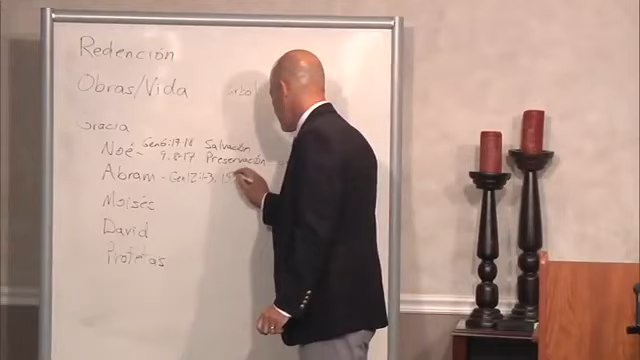 Redención
Obras/Vida
Gracia
Noé - Gen 6:17-18 Salvación
9:8-17 Preservación
Abram - Gen 12:1-3, 15
Moisés
David
Profetas